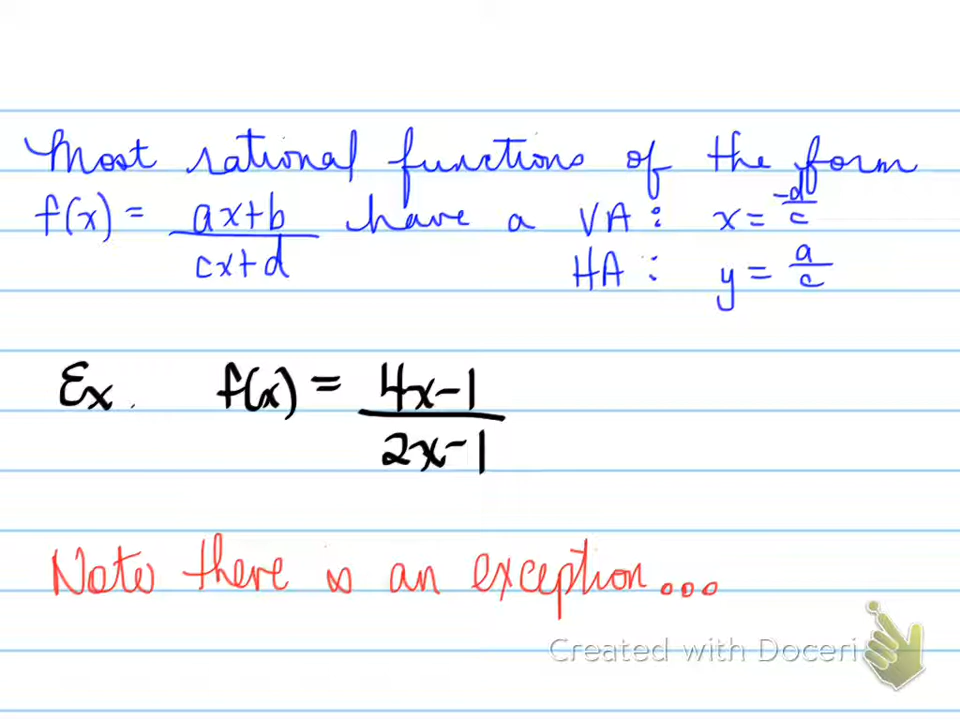 Most rational functions of the form
f(x) = ax+b / cx+d have a VA: x = -d/c
HA: y = a/c
Ex. f(x) = 4x-1 / 2x-1
Note there is an exception...
Created with Doceri